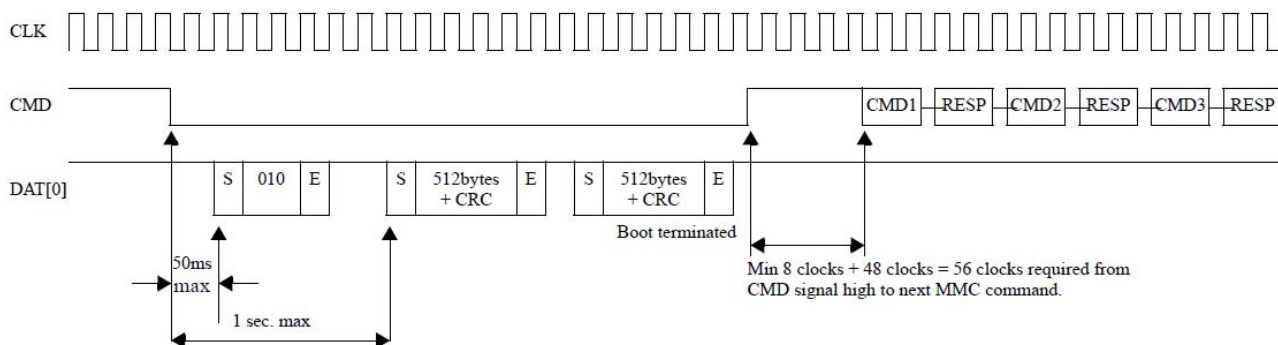 CLK
CMD
CMD1 RESP CMD2 RESP CMD3 RESP
DAT[0]
S 010 E S 512bytes + CRC E S 512bytes + CRC E
Boot terminated
50ms
max
1 sec. max
Min 8 clocks + 48 clocks = 56 clocks required from
CMD signal high to next MMC command.